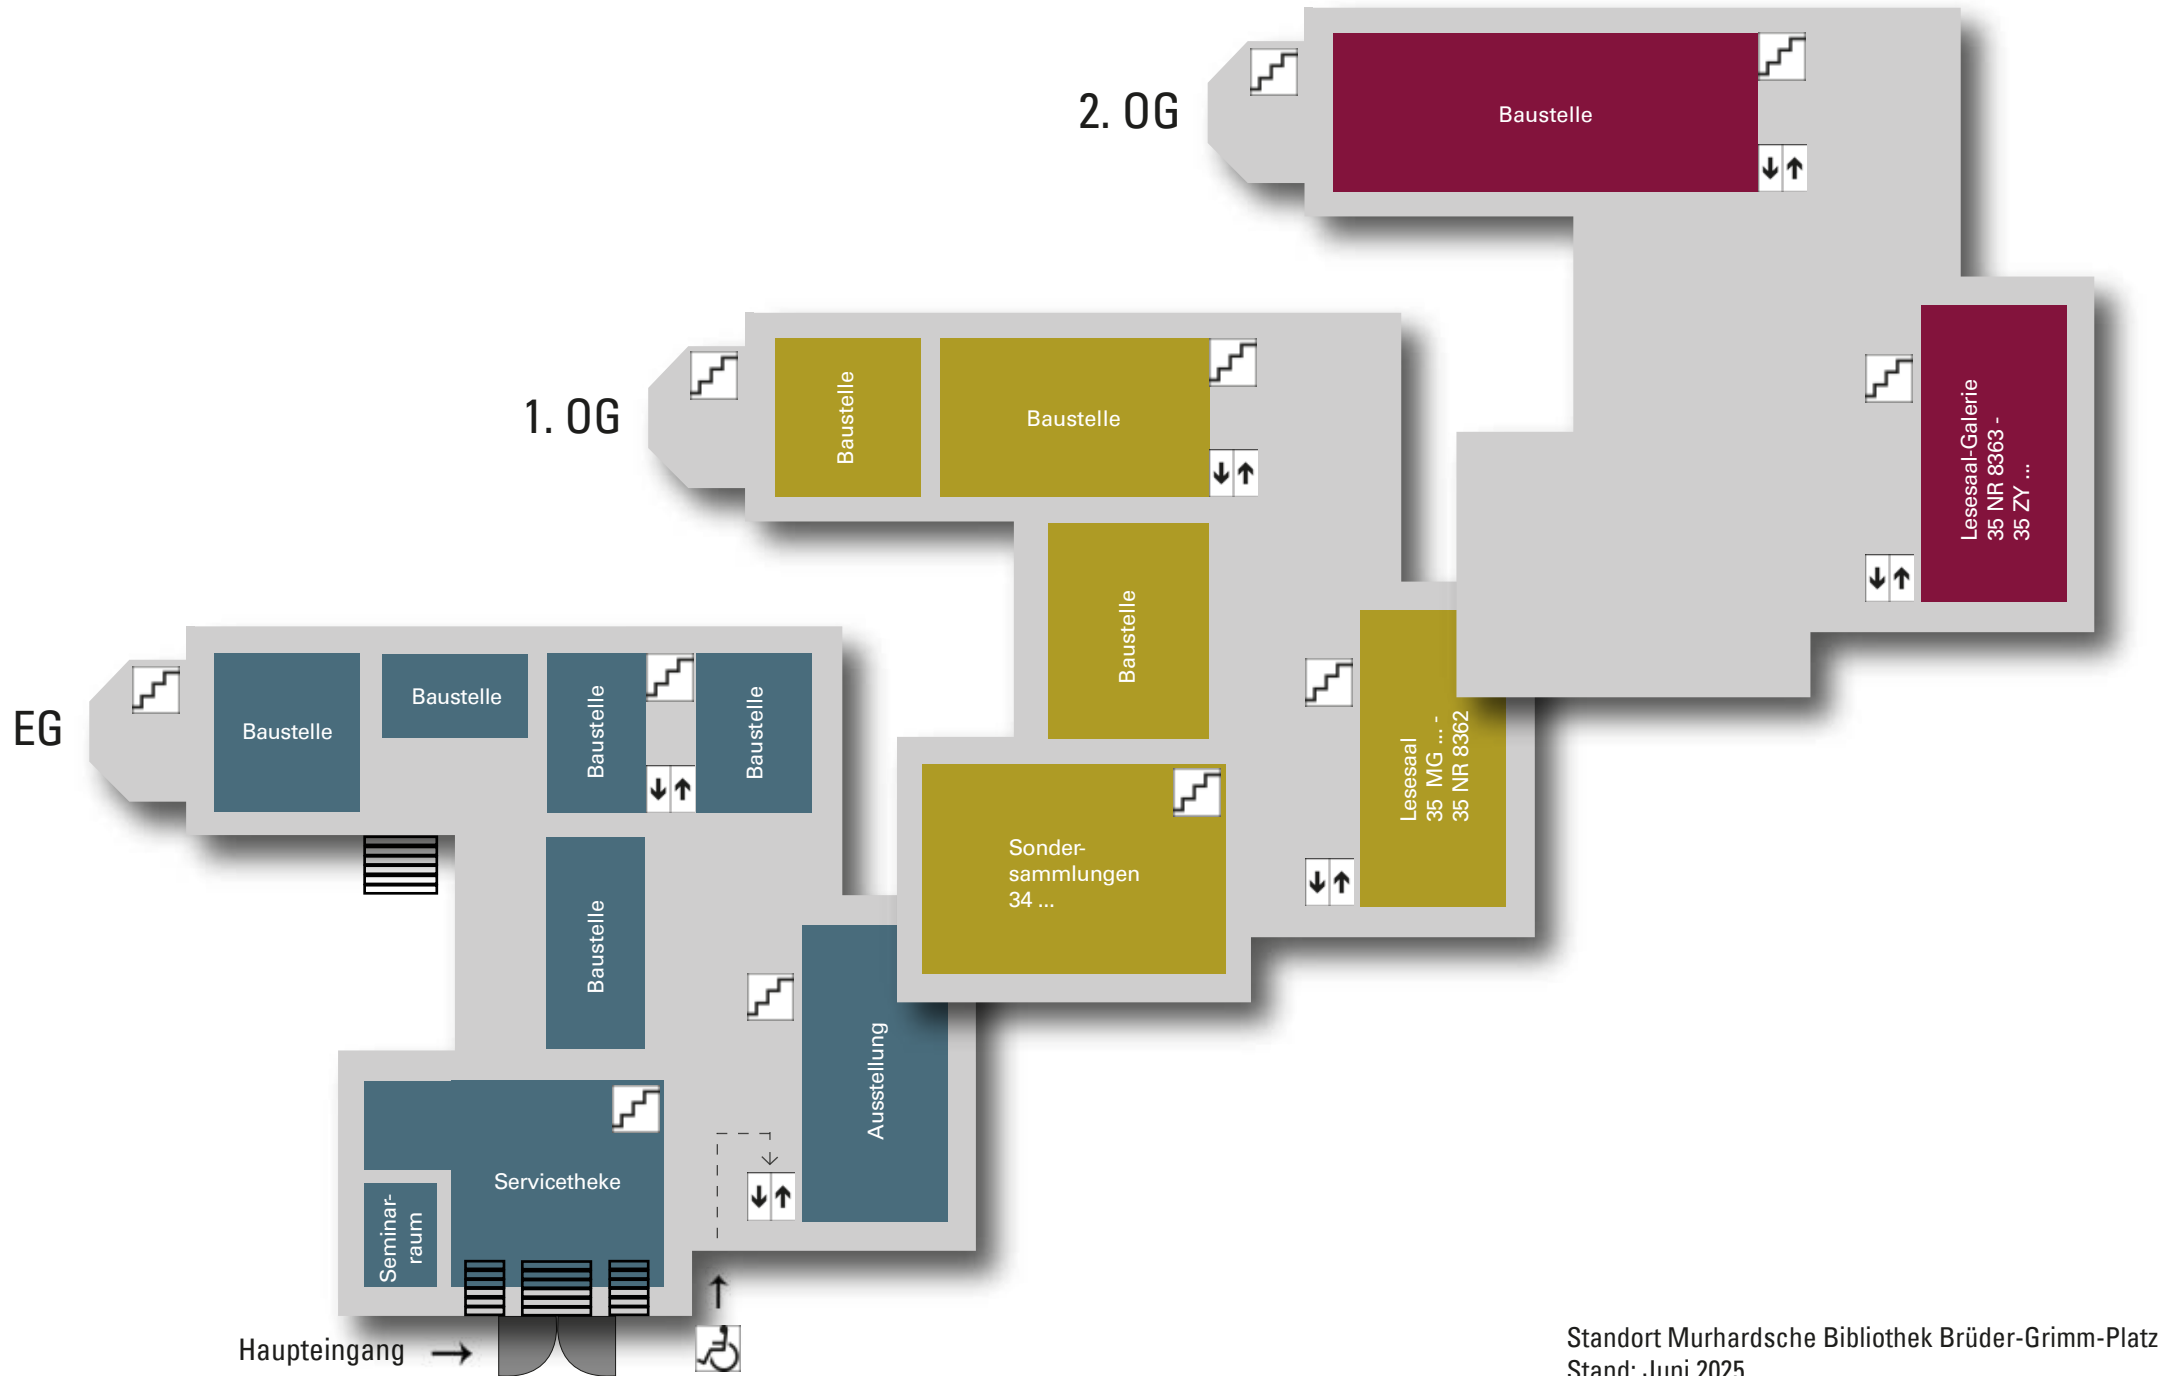 2. OG
Baustelle
Lesesaal-Galerie
35 NR 8363 -
35 ZY ...
1. OG
Baustelle
Baustelle
Baustelle
Lesesaal
35 MG ... -
35 NR 8362
Sonder-
sammlungen
34 ...
EG
Baustelle
Baustelle
Baustelle
Baustelle
Baustelle
Ausstellung
Servicetheke
Seminar-
raum
Haupteingang
Standort Murhardsche Bibliothek Brüder-Grimm-Platz
Stand: Juni 2025